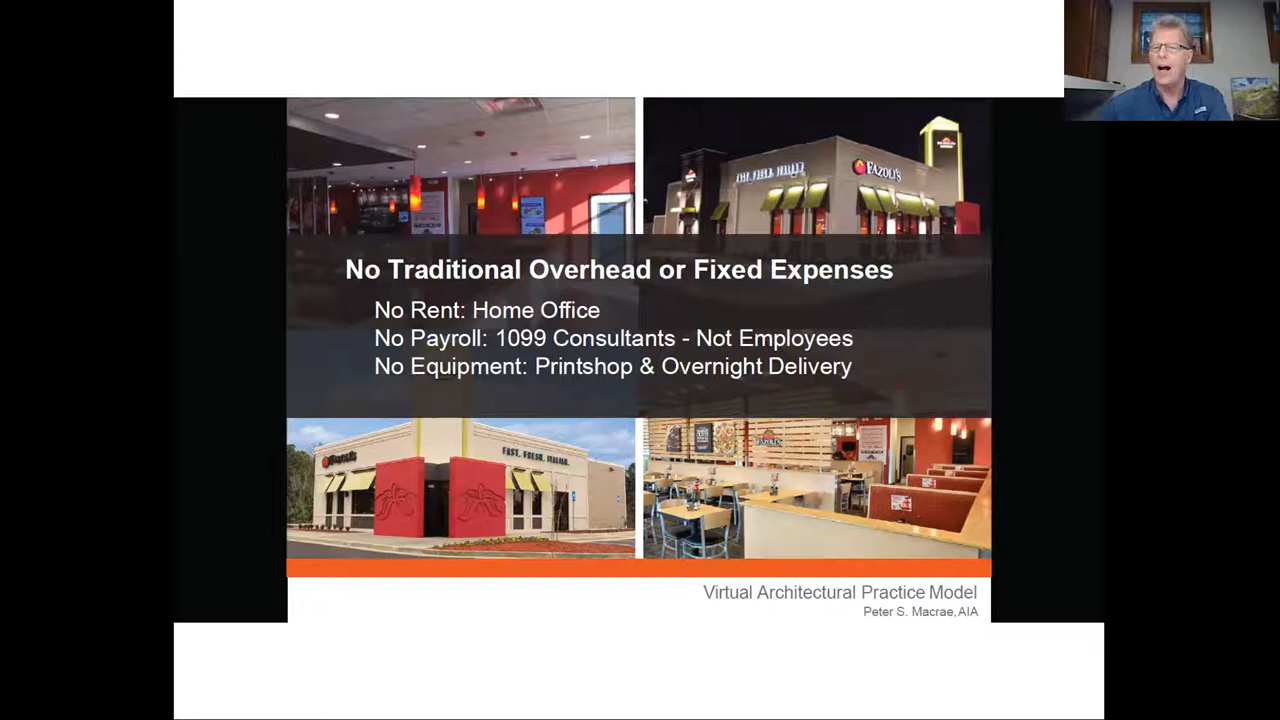 FAST. FRESH. ITALIAN.
FAZOLI'S
No Traditional Overhead or Fixed Expenses
No Rent: Home Office
No Payroll: 1099 Consultants - Not Employees
No Equipment: Printshop & Overnight Delivery
FAST. FRESH. ITALIAN.
FAZOLI'S
Virtual Architectural Practice Model
Peter S. Macrae, AIA